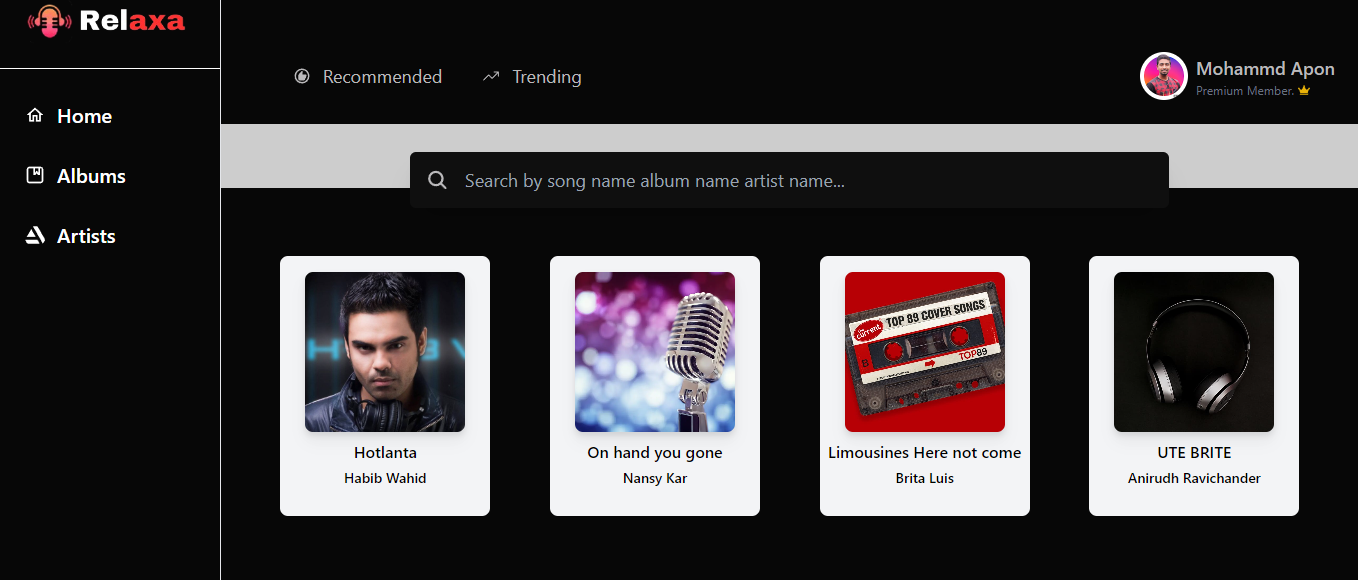 Relaxa
Recommended
Trending
Mohammd Apon
Premium Member.
Home
Albums
Artists
Search by song name album name artist name...
the current
TOP 89 COVER SONGS
B
TOP89
Hotlanta
Habib Wahid
On hand you gone
Nansy Kar
Limousines Here not come
Brita Luis
UTE BRITE
Anirudh Ravichander